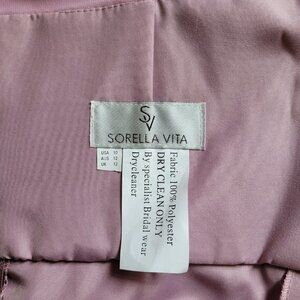 SV
SORELLA VITA
USA 10
AUS 12
UK 12
Fabric 100% Polyester
DRY CLEAN ONLY
By specialist Bridal wear
Drycleaner